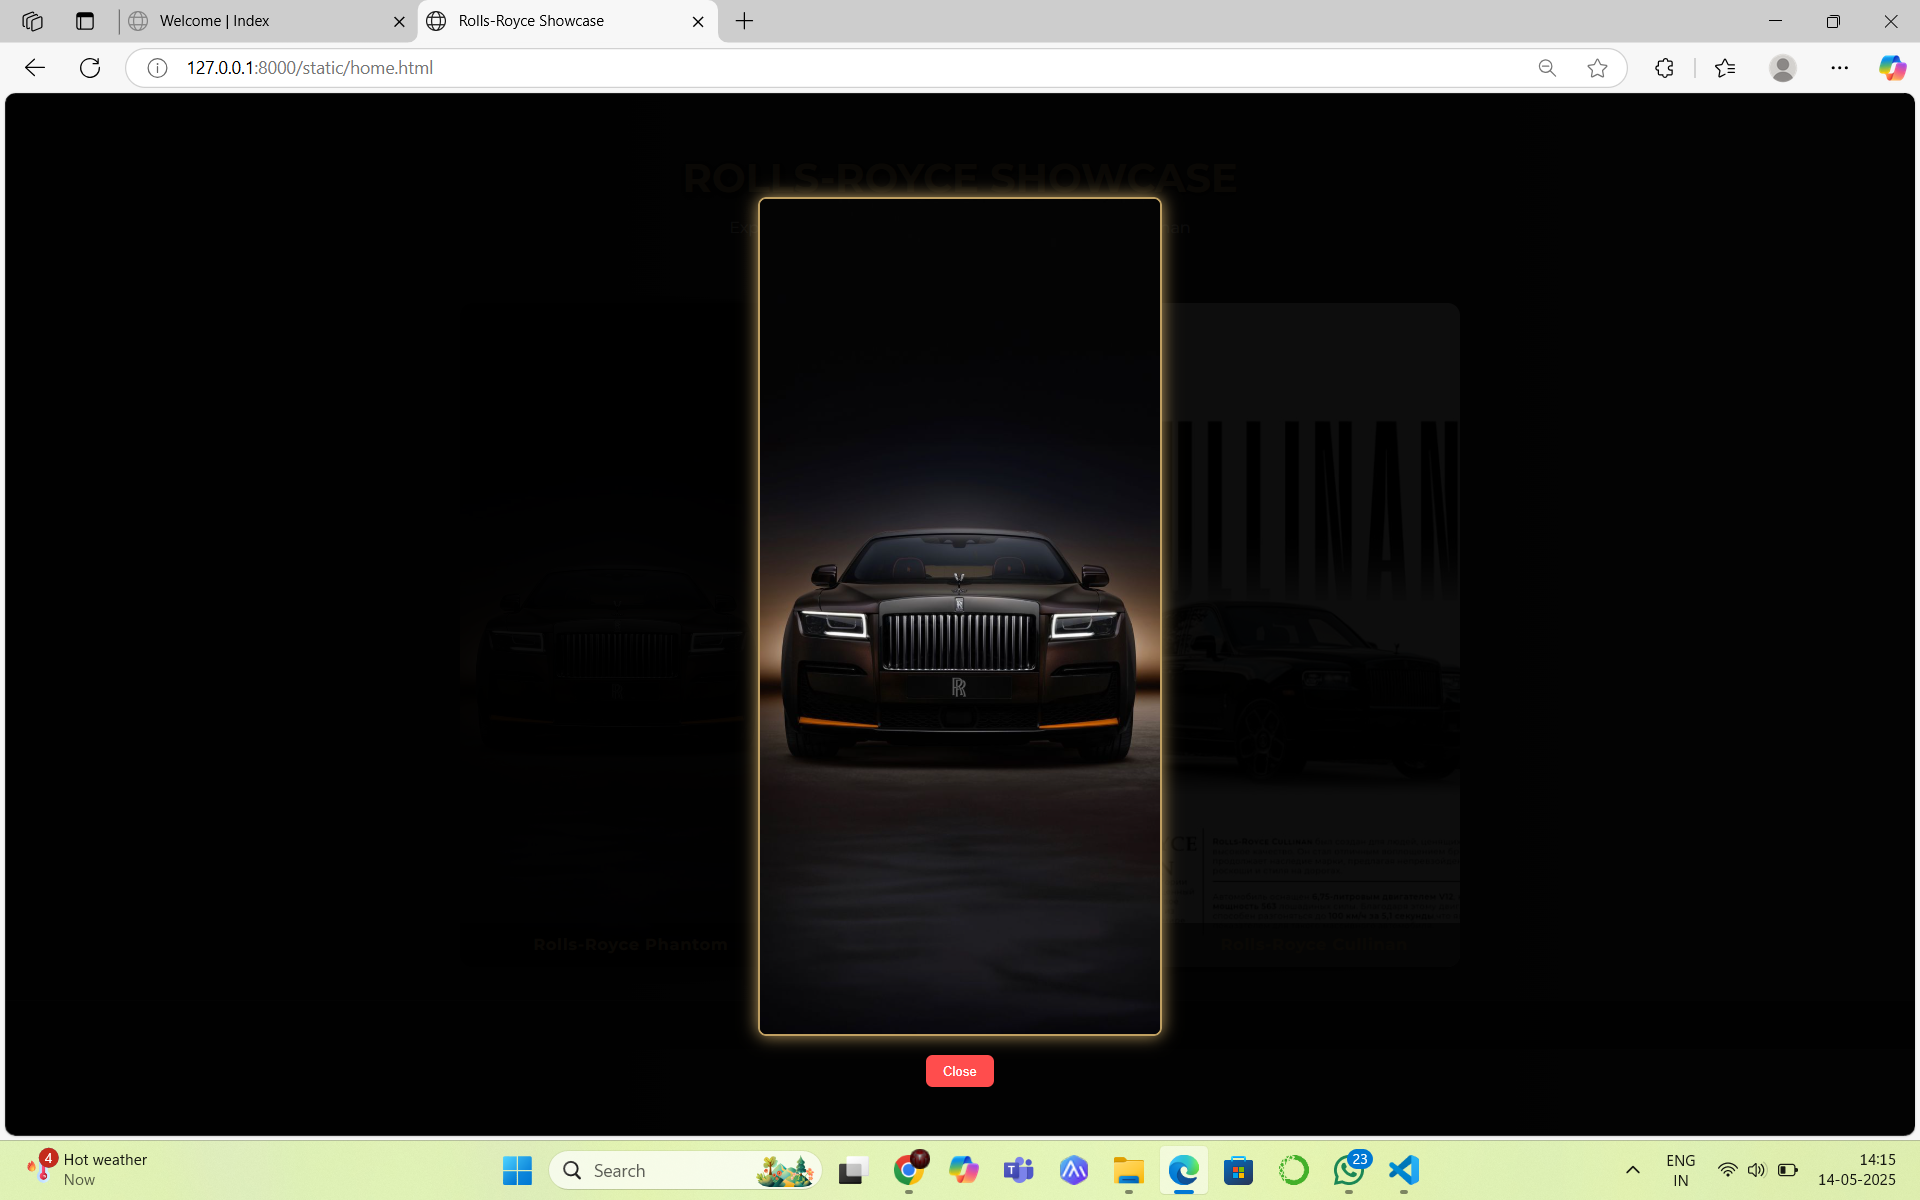 Welcome | Index
Rolls-Royce Showcase
127.0.0.1:8000/static/home.html
ROLLS-ROYCE SHOWCASE
LLINAN
Rolls-Royce Phantom
Rolls-Royce Cullinan
Close
4
Hot weather
Now
Search
23
ENG
IN
14:15
14-05-2025